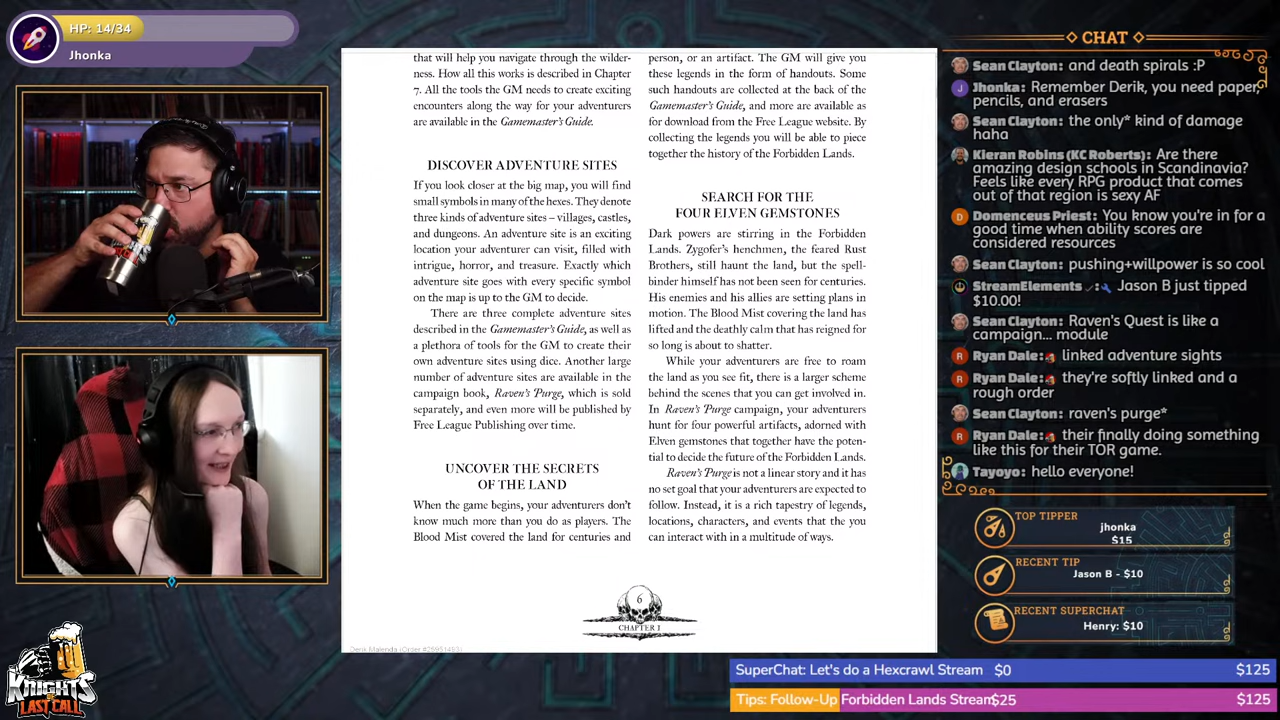 HP: 14/34
Jhonka
that will help you navigate through the wilder-
ness. How all this works is described in Chapter
7. All the tools the GM needs to create exciting
encounters along the way for your adventurers
are available in the Gamemaster's Guide.
DISCOVER ADVENTURE SITES
If you look closer at the big map, you will find
small symbols in many of the hexes. They denote
three kinds of adventure sites – villages, castles,
and dungeons. An adventure site is an exciting
location your adventurer can visit, filled with
intrigue, horror, and treasure. Exactly which
adventure site goes with every specific symbol
on the map is up to the GM to decide.
There are three complete adventure sites
described in the Gamemaster's Guide, as well as
a plethora of tools for the GM to create their
own adventure sites using dice. Another large
number of adventure sites are available in the
campaign book, Raven's Purge, which is sold
separately, and even more will be published by
Free League Publishing over time.
UNCOVER THE SECRETS
OF THE LAND
When the game begins, your adventurers don't
know much more than you do as players. The
Blood Mist covered the land for centuries and
person, or an artifact. The GM will give you
these legends in the form of handouts. Some
such handouts are collected at the back of the
Gamemaster's Guide, and more are available as
for download from the Free League website. By
collecting the legends you will be able to piece
together the history of the Forbidden Lands.
SEARCH FOR THE
FOUR ELVEN GEMSTONES
Dark powers are stirring in the Forbidden
Lands. Zygofer's henchmen, the feared Rust
Brothers, still haunt the land, but the spell-
binder himself has not been seen for centuries.
His enemies and his allies are setting plans in
motion. The Blood Mist covering the land has
lifted and the deathly calm that has reigned for
so long is about to shatter.
While your adventurers are free to roam
the land as you see fit, there is a larger scheme
behind the scenes that you can get involved in.
In Raven's Purge campaign, your adventurers
hunt for four powerful artifacts, adorned with
Elven gemstones that together have the poten-
tial to decide the future of the Forbidden Lands.
Raven's Purge is not a linear story and it has
no set goal that your adventurers are expected to
follow. Instead, it is a rich tapestry of legends,
locations, characters, and events that the you
can interact with in a multitude of ways.
6
CHAPTER 1
CHAT
Sean Clayton: and death spirals :P
Jhonka: Remember Derik, you need paper,
pencils, and erasers
Sean Clayton: the only* kind of damage
haha
Kieran Robins (KC Roberts): Are there
amazing design schools in Scandinavia?
Feels like every RPG product that comes
out of that region is sexy AF
Domenceus Priest: You know you're in for a
good time when ability scores are
considered resources
Sean Clayton: pushing+willpower is so cool
StreamElements: Jason B just tipped
$10.00!
Sean Clayton: Raven's Quest is like a
campaign... module
Ryan Dale: linked adventure sights
Ryan Dale: they're softly linked and a
rough order
Sean Clayton: raven's purge*
Ryan Dale: their finally doing something
like this for their TOR game.
Tayoyo: hello everyone!
TOP TIPPER
jhonka
$15
RECENT TIP
Jason B - $10
RECENT SUPERCHAT
Henry: $10
KNIGHTS
OF
LAST CALL
SuperChat: Let's do a Hexcrawl Stream $0 $125
Tips: Follow-Up Forbidden Lands Stream $25 $125